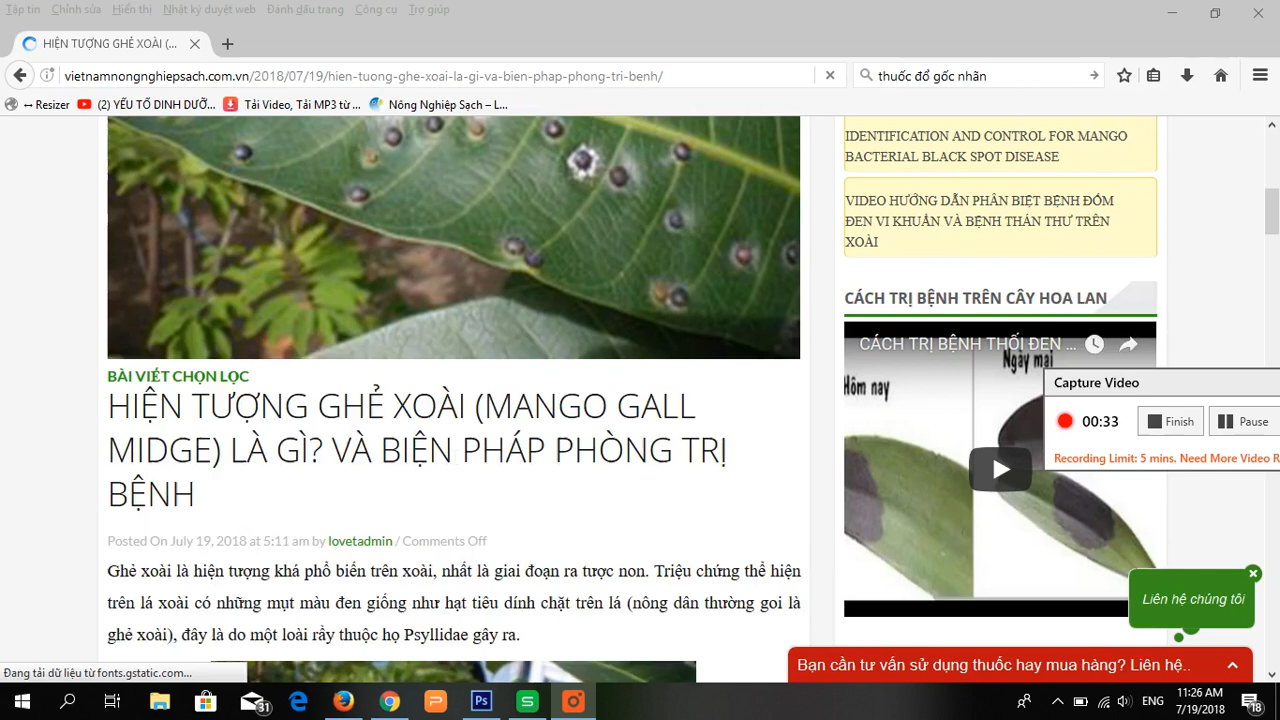 Tập tin Chỉnh sửa Hiển thị Nhật ký duyệt web Đánh dấu trang Công cụ Trợ giúp
HIỆN TƯỢNG GHẺ XOÀI (...
vietnamnongnghiepsach.com.vn/2018/07/19/hien-tuong-ghe-xoai-la-gi-va-bien-phap-phong-tri-benh/
thuốc đổ gốc nhãn
↔ Resizer
(2) YẾU TỐ DINH DƯỠ...
Tải Video, Tải MP3 từ ...
Nông Nghiệp Sạch – L...
IDENTIFICATION AND CONTROL FOR MANGO
BACTERIAL BLACK SPOT DISEASE
VIDEO HƯỚNG DẪN PHÂN BIỆT BỆNH ĐỐM
ĐEN VI KHUẨN VÀ BỆNH THÁN THƯ TRÊN
XOÀI
CÁCH TRỊ BỆNH TRÊN CÂY HOA LAN
CÁCH TRỊ BỆNH THỐI ĐEN ...
Hôm nay
Ngày mai
Capture Video
00:33
Finish
Pause
Recording Limit: 5 mins. Need More Video R
BÀI VIẾT CHỌN LỌC
HIỆN TƯỢNG GHẺ XOÀI (MANGO GALL
MIDGE) LÀ GÌ? VÀ BIỆN PHÁP PHÒNG TRỊ
BỆNH
Posted On July 19, 2018 at 5:11 am by lovetadmin / Comments Off
Ghẻ xoài là hiện tượng khá phổ biến trên xoài, nhất là giai đoạn ra tược non. Triệu chứng thể hiện
trên lá xoài có những mụt màu đen giống như hạt tiêu dính chặt trên lá (nông dân thường goi là
ghẻ xoài), đây là do một loài rầy thuộc họ Psyllidae gây ra.
Liên hệ chúng tôi
Bạn cần tư vấn sử dụng thuốc hay mua hàng? Liên hệ..
Đang tải dữ liệu từ fonts.gstatic.com...
31
ENG
11:26 AM
7/19/2018
18